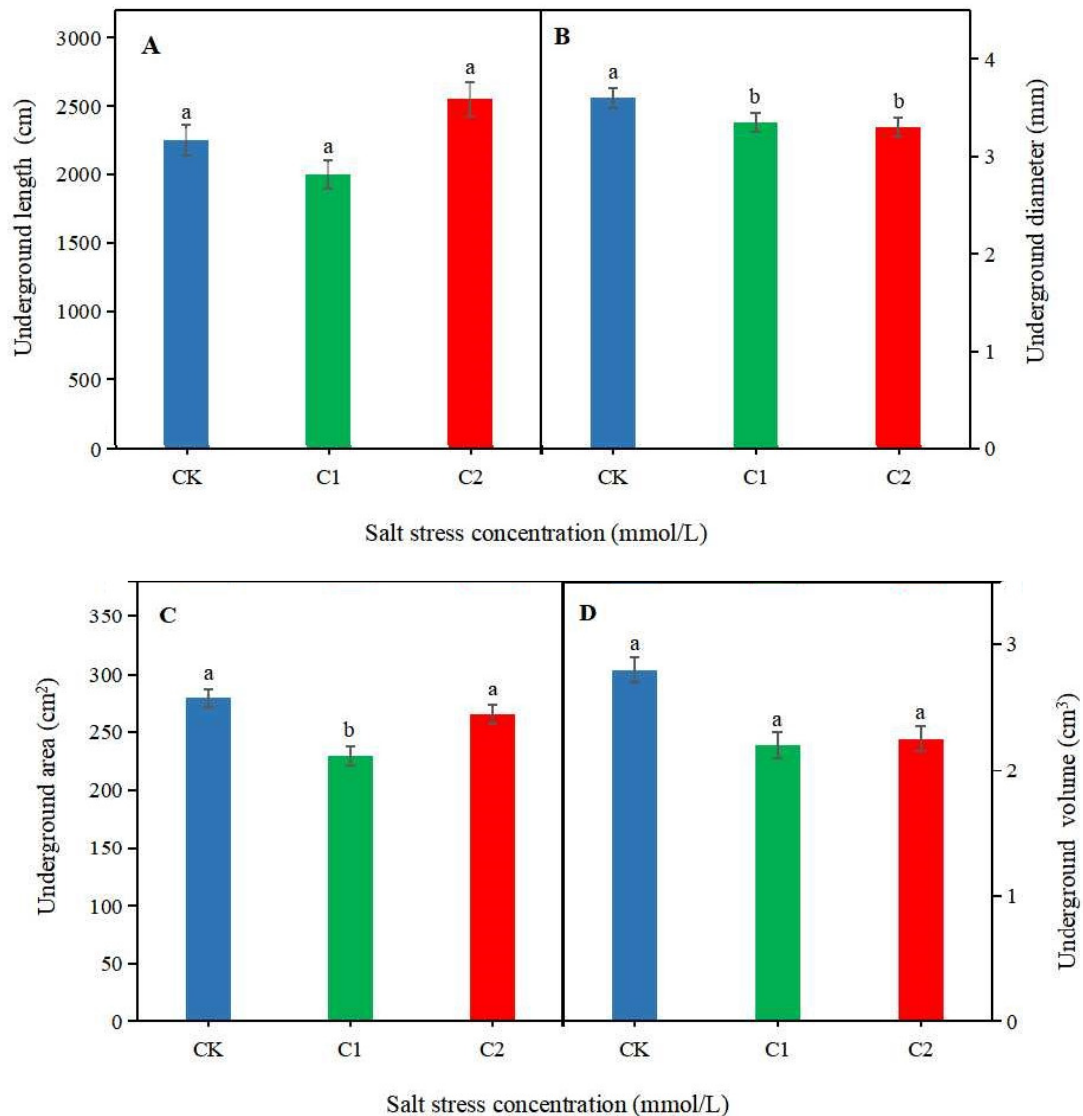 A
B
3000
2500
2000
1500
1000
500
0
Underground length (cm)
a
a
a
a
b
b
4
3
2
1
0
Underground diameter (mm)
CK
C1
C2
CK
C1
C2
Salt stress concentration (mmol/L)
C
D
350
300
250
200
150
100
50
0
Underground area (cm²)
a
b
a
a
a
a
3
2
1
0
Underground volume (cm³)
CK
C1
C2
CK
C1
C2
Salt stress concentration (mmol/L)